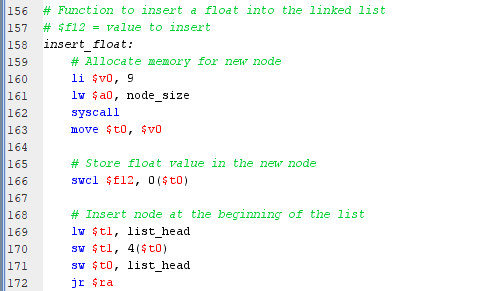 156 # Function to insert a float into the linked list
157 # $f12 = value to insert
158 insert_float:
159 # Allocate memory for new node
160 li $v0, 9
161 lw $a0, node_size
162 syscall
163 move $t0, $v0
164
165 # Store float value in the new node
166 swc1 $f12, 0($t0)
167
168 # Insert node at the beginning of the list
169 lw $t1, list_head
170 sw $t1, 4($t0)
171 sw $t0, list_head
172 jr $ra